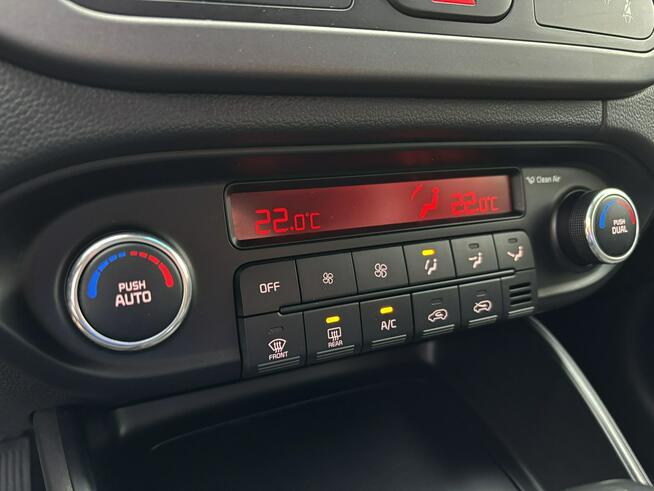 Clean Air
22.0°C
22.0°C
PUSH
AUTO
PUSH
DUAL
OFF
FRONT
REAR
A/C